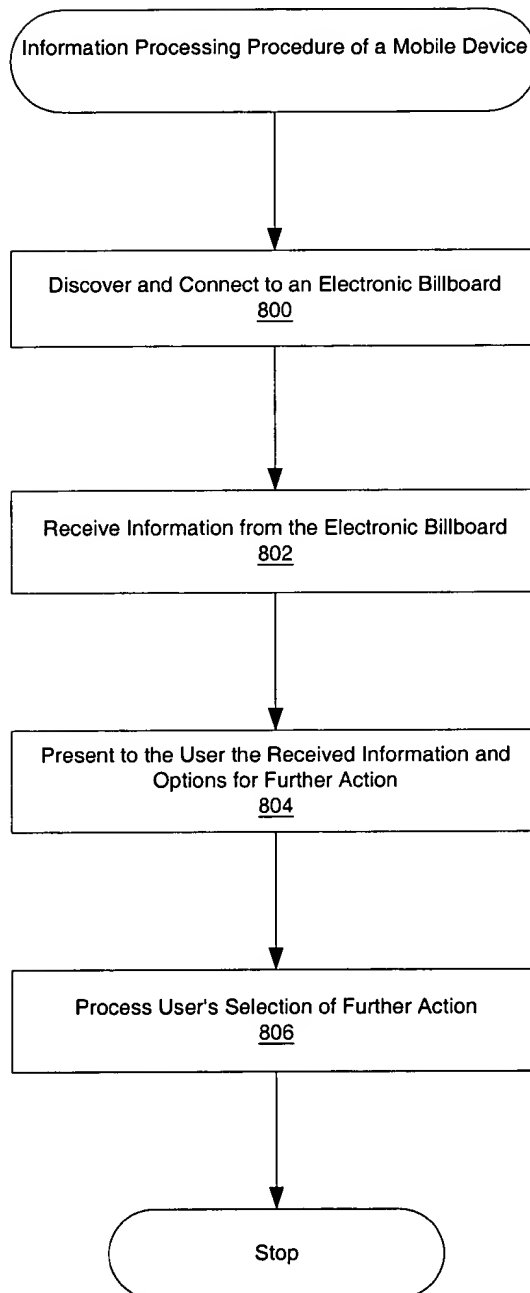 Information Processing Procedure of a Mobile Device
Discover and Connect to an Electronic Billboard
800
Receive Information from the Electronic Billboard
802
Present to the User the Received Information and
Options for Further Action
804
Process User's Selection of Further Action
806
Stop